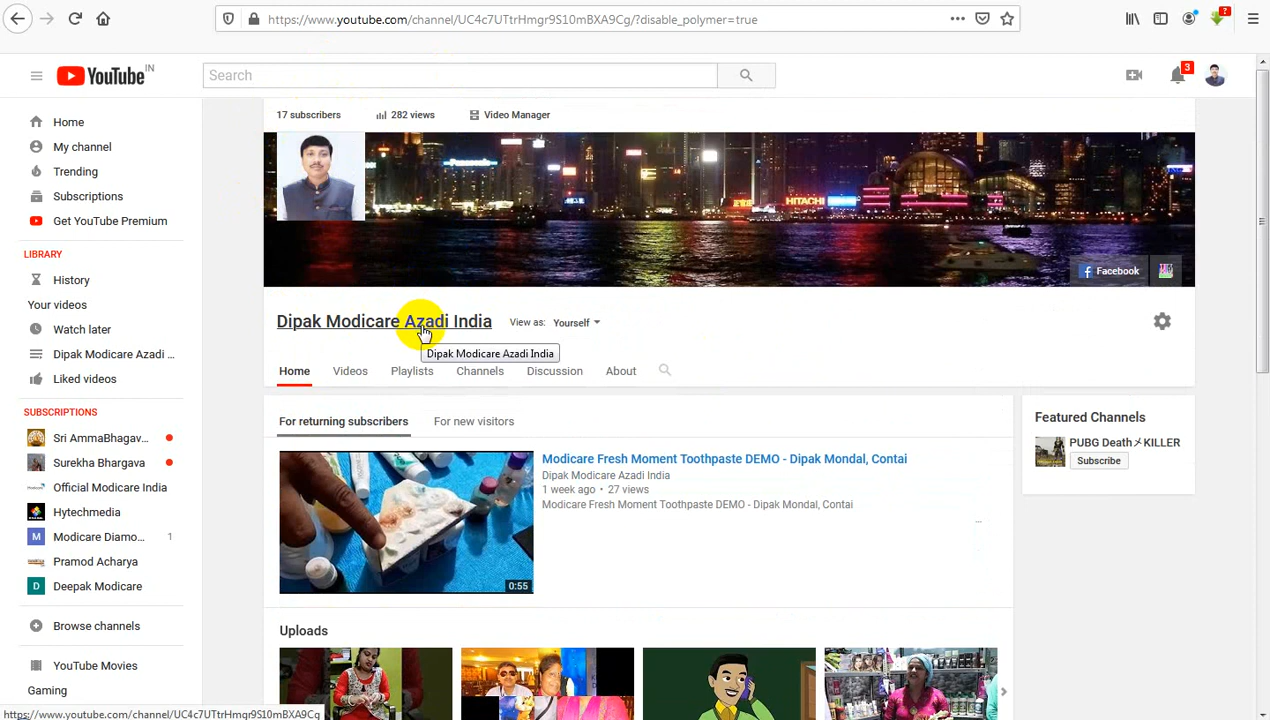 https://www.youtube.com/channel/UC4c7UTtrHmgr9S10mBXA9Cg/?disable_polymer=true
?
YouTube IN
Search
3
17 subscribers 282 views Video Manager
Home
My channel
Trending
Subscriptions
Get YouTube Premium
LIBRARY
History
Your videos
Watch later
Dipak Modicare Azadi ...
Liked videos
SUBSCRIPTIONS
Sri AmmaBhagav...
Surekha Bhargava
Official Modicare India
Hytechmedia
M Modicare Diamo... 1
Pramod Acharya
D Deepak Modicare
Browse channels
YouTube Movies
Gaming
Panasonic
HITACHI
Facebook
Dipak Modicare Azadi India View as: Yourself
Dipak Modicare Azadi India
Home Videos Playlists Channels Discussion About
For returning subscribers For new visitors
Modicare Fresh Moment Toothpaste DEMO - Dipak Mondal, Contai
Dipak Modicare Azadi India
1 week ago • 27 views
Modicare Fresh Moment Toothpaste DEMO - Dipak Mondal, Contai
0:55
Uploads
Featured Channels
PUBG Death〆KILLER
Subscribe
https://www.youtube.com/channel/UC4c7UTtrHmgr9S10mBXA9Cg